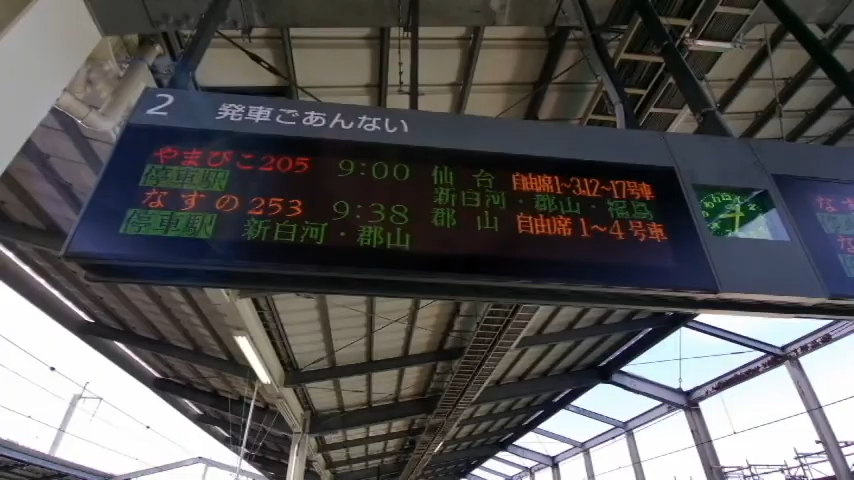 2 発車ごあんない
やまびこ205 9:00 仙台 自由席1~3.12~17号車
停車駅 新白河・郡山・福島
なすの253 9:38 郡山 自由席1~4号車
停車駅 新白河・郡山